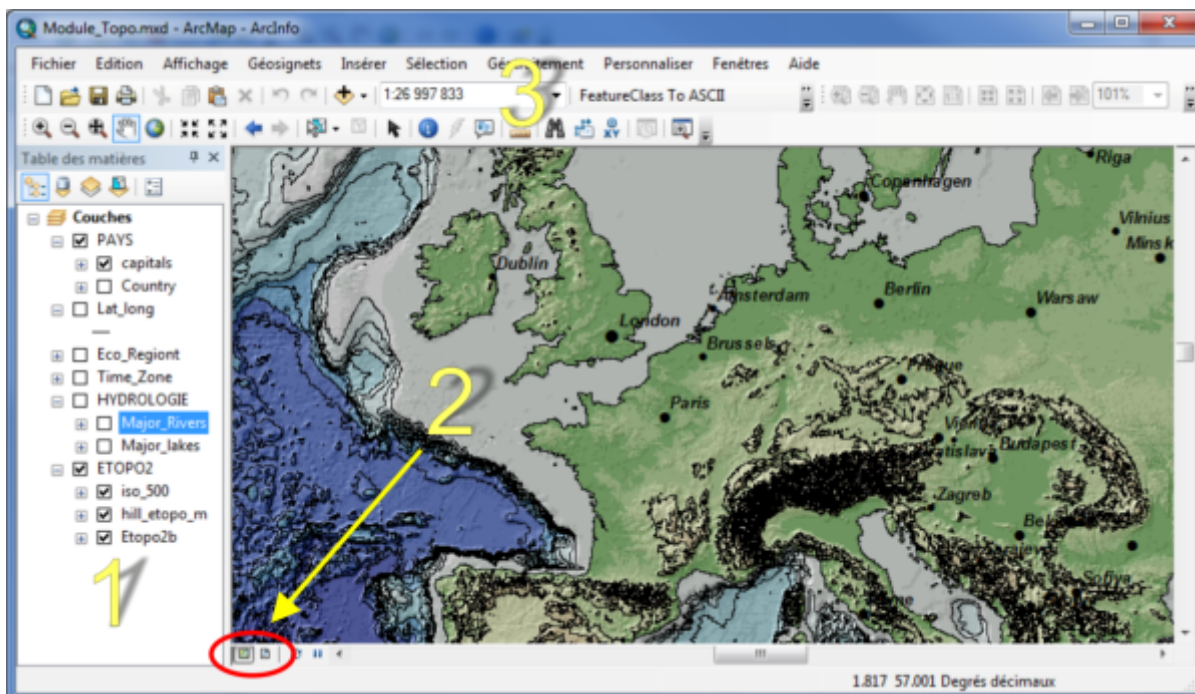 Module_Topo.mxd - ArcMap - ArcInfo
Fichier Edition Affichage Géosignets Insérer Sélection Personnaliser Fenêtres Aide
1:26 997 833 FeatureClass To ASCII 101%
Table des matières
Couches
PAYS
capitals
Country
Lat_long
Eco_Regiont
Time_Zone
HYDROLOGIE
Major_Rivers
Major_lakes
ETOPO2
iso_500
hill_etopo_m
Etopo2b
1
2
3
Riga
Copenhagen
Vilnius
Minsk
Dublin
Amsterdam
Berlin
Warsaw
London
Brussels
Prague
Paris
Budapest
Zagreb
Sofiya
1.817 57.001 Degrés décimaux